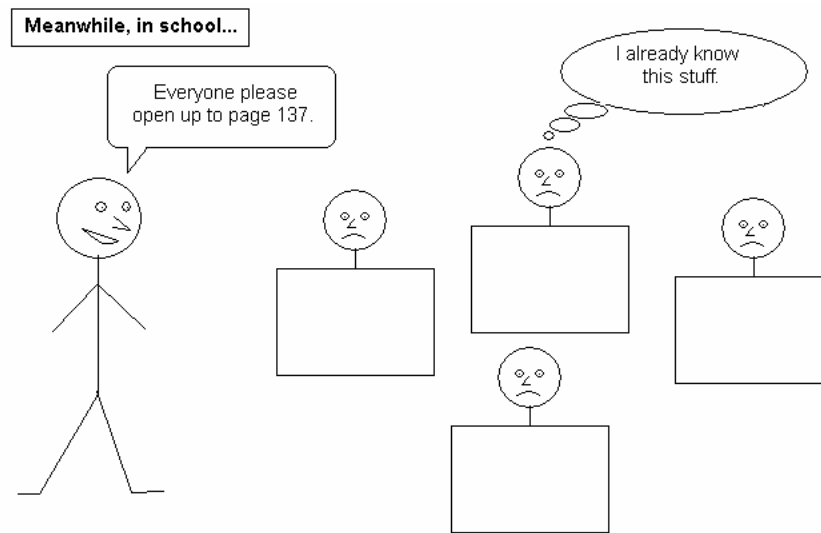 Meanwhile, in school...
Everyone please
open up to page 137.
I already know
this stuff.